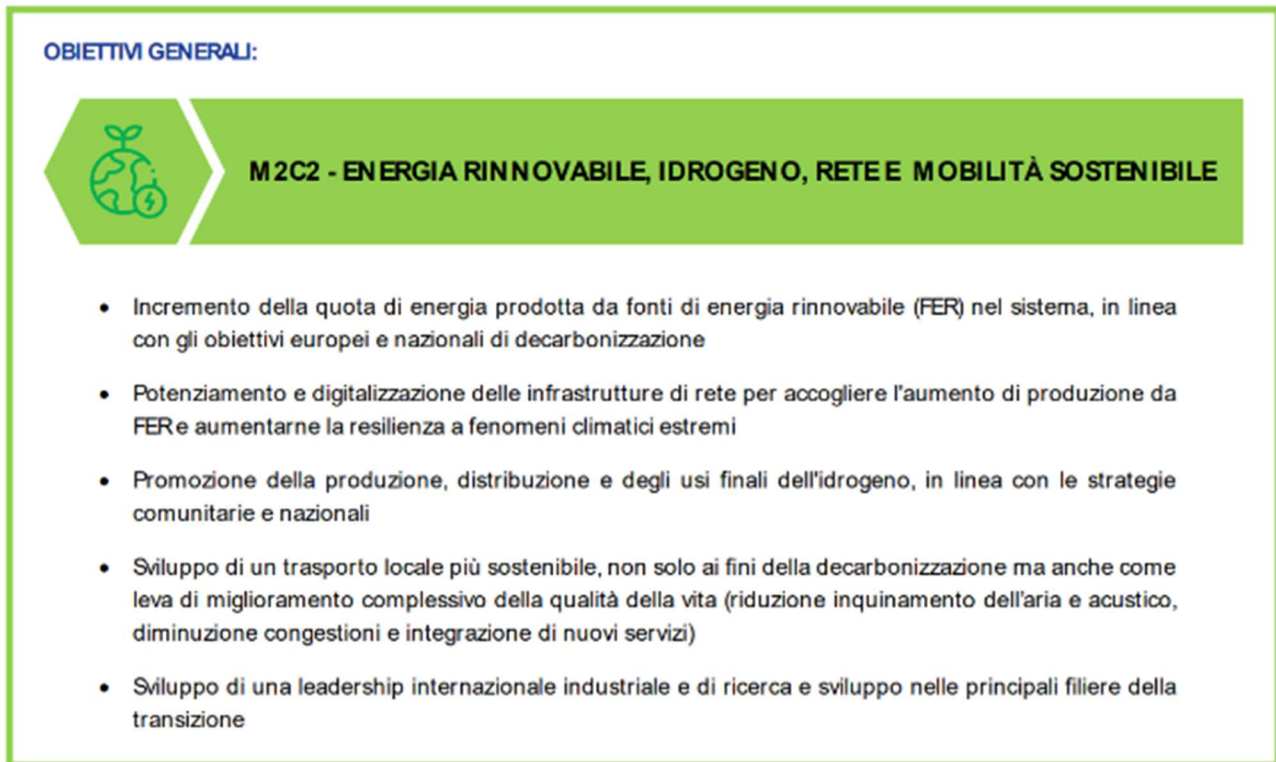 OBIETTIVI GENERALI:
M2C2 - ENERGIA RINNOVABILE, IDROGENO, RETE E MOBILITÀ SOSTENIBILE
• Incremento della quota di energia prodotta da fonti di energia rinnovabile (FER) nel sistema, in linea
con gli obiettivi europei e nazionali di decarbonizzazione
• Potenziamento e digitalizzazione delle infrastrutture di rete per accogliere l'aumento di produzione da
FER e aumentarne la resilienza a fenomeni climatici estremi
• Promozione della produzione, distribuzione e degli usi finali dell'idrogeno, in linea con le strategie
comunitarie e nazionali
• Sviluppo di un trasporto locale più sostenibile, non solo ai fini della decarbonizzazione ma anche come
leva di miglioramento complessivo della qualità della vita (riduzione inquinamento dell'aria e acustico,
diminuzione congestioni e integrazione di nuovi servizi)
• Sviluppo di una leadership internazionale industriale e di ricerca e sviluppo nelle principali filiere della
transizione